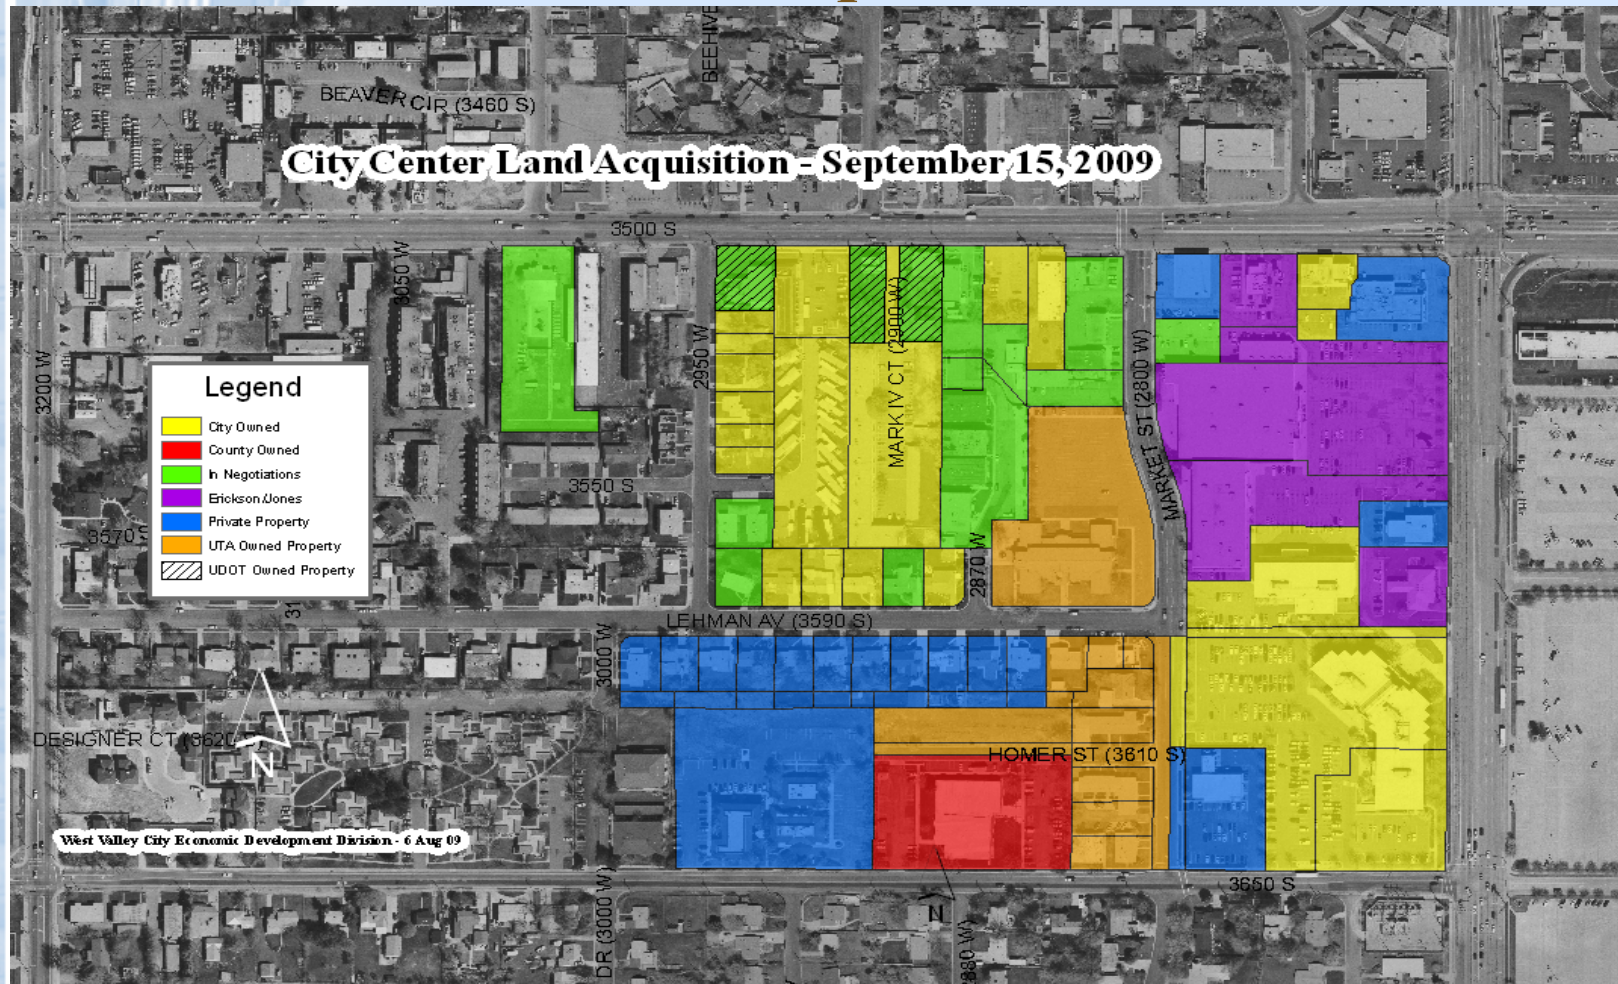 BEEHIVE
BEAVER CIR (3460 S)
City Center Land Acquisition - September 15, 2009
3500 S
3050 W
2950 W
3200 W
MARK IV CT (2900 W)
MARKET ST (2800 W)
Legend
City Owned
County Owned
In Negotiations
Erickson/Jones
Private Property
UTA Owned Property
UDOT Owned Property
3550 S
3570 S
31
2870 W
LEHMAN AV (3590 S)
3000 W
DESIGNER CT (3620 S)
N
HOMER ST (3610 S)
West Valley City Economic Development Division - 6 Aug 09
3650 S
N
DR (3000 W)
2880 W)